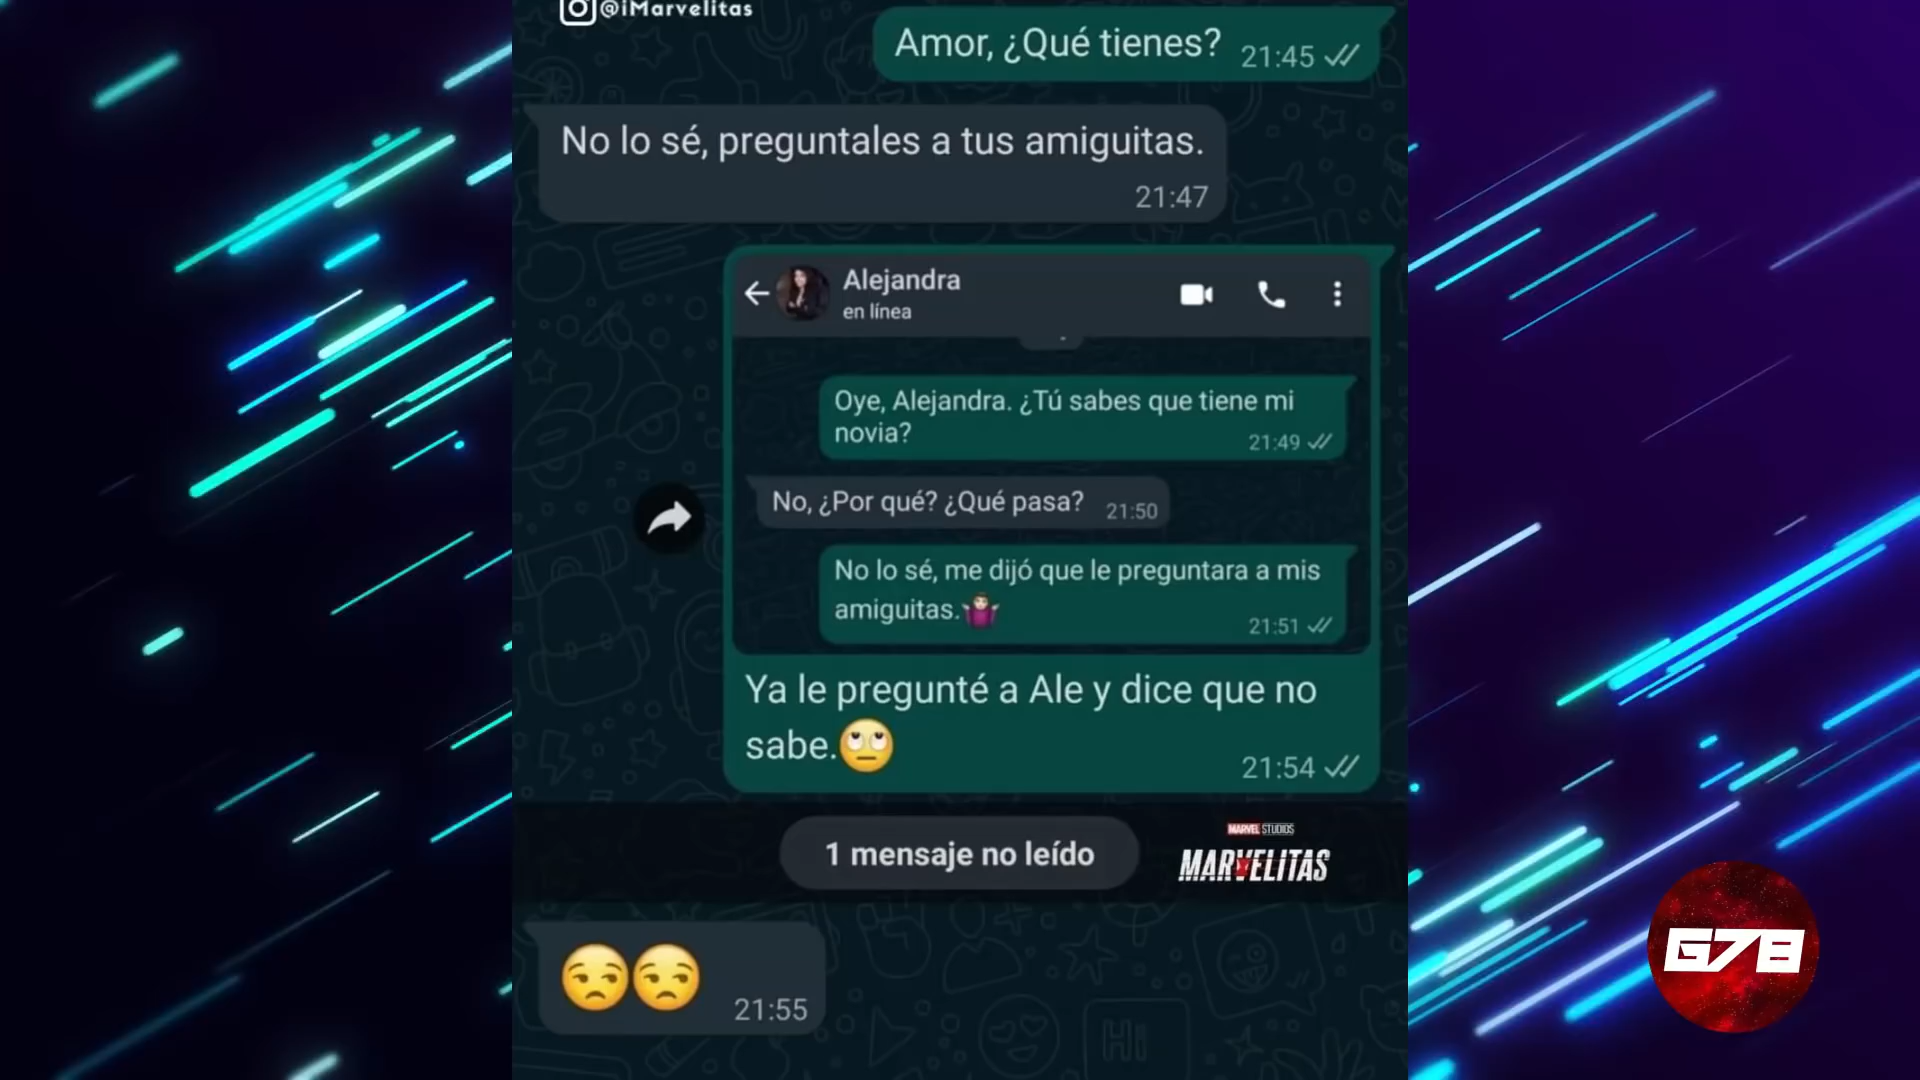 @iMarvelitas
Amor, ¿Qué tienes?
21:45
No lo sé, preguntales a tus amiguitas.
21:47
Alejandra
en línea
Oye, Alejandra. ¿Tú sabes que tiene mi
novia?
21:49
No, ¿Por qué? ¿Qué pasa?
21:50
No lo sé, me dijó que le preguntara a mis
amiguitas.🤷🏻‍♀️
21:51
Ya le pregunté a Ale y dice que no
sabe.🙄
21:54
1 mensaje no leído
MARVEL STUDIOS
MARVELITAS
😒😒
21:55
G78